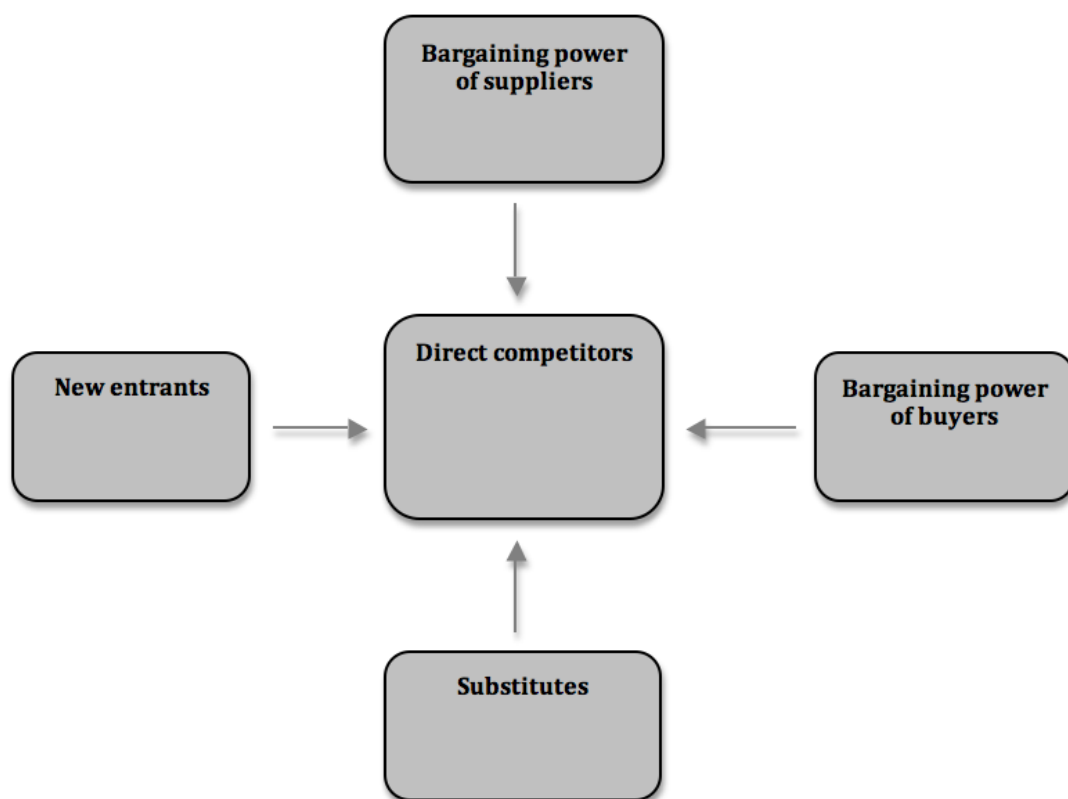 Bargaining power
of suppliers
Direct competitors
New entrants
Bargaining power
of buyers
Substitutes